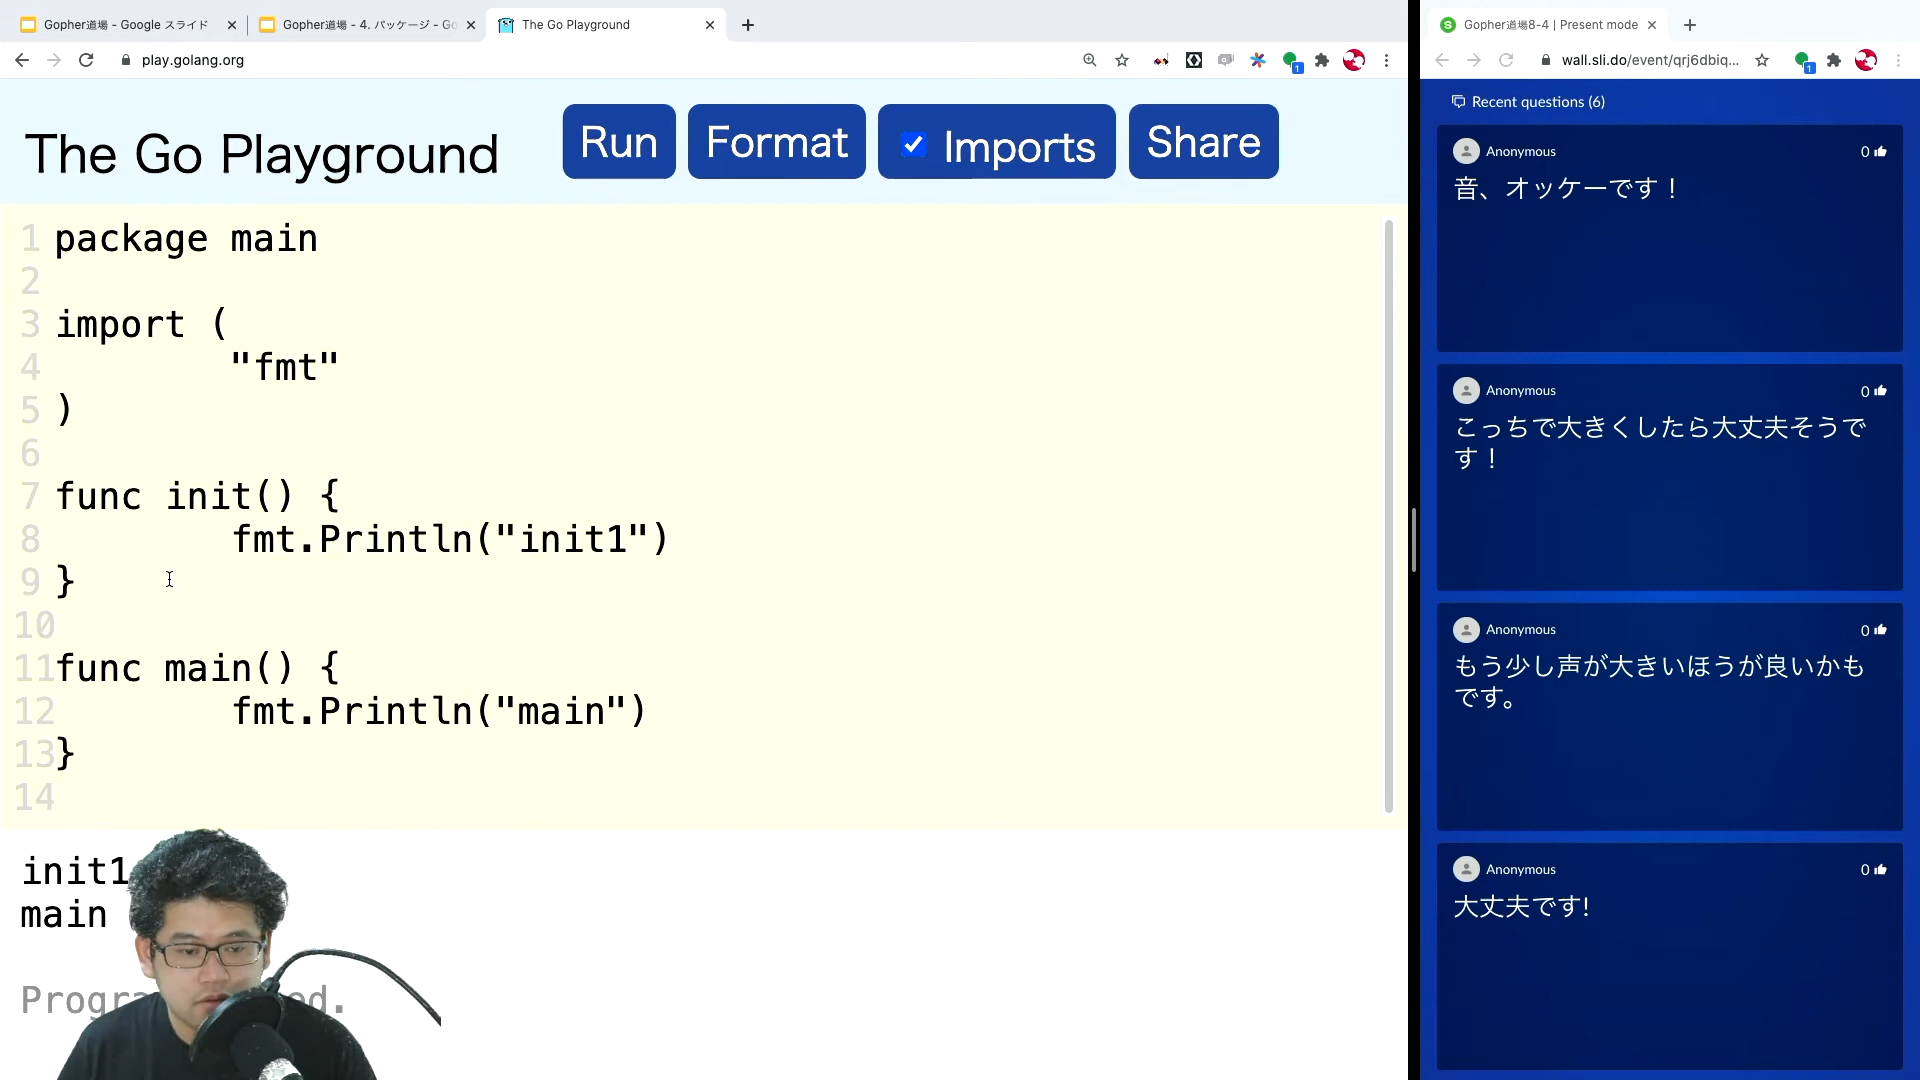 Gopher道場 - Google スライド
Gopher道場 - 4. パッケージ - Go
The Go Playground
play.golang.org
1
The Go Playground
Run
Format
Imports
Share
1 package main
2
3 import (
4 "fmt"
5 )
6
7 func init() {
8 fmt.Println("init1")
9 }
10
11 func main() {
12 fmt.Println("main")
13 }
14
init1
main
Progra ed.
Gopher道場8-4 | Present mode
wall.sli.do/event/qrj6dbiq...
1
Recent questions (6)
Anonymous
0
音、オッケーです！
Anonymous
0
こっちで大きくしたら大丈夫そうで
す！
Anonymous
0
もう少し声が大きいほうが良いかも
です。
Anonymous
0
大丈夫です!